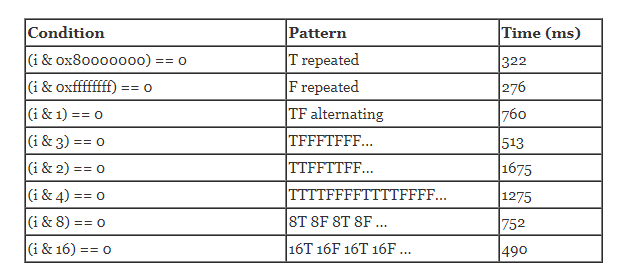 Condition Pattern Time (ms)
(i & 0x80000000) == 0 T repeated 322
(i & 0xffffffff) == 0 F repeated 276
(i & 1) == 0 TF alternating 760
(i & 3) == 0 TFFFTFFF... 513
(i & 2) == 0 TTFFTTFF... 1675
(i & 4) == 0 TTTTFFFFTTTTFFFF... 1275
(i & 8) == 0 8T 8F 8T 8F ... 752
(i & 16) == 0 16T 16F 16T 16F ... 490